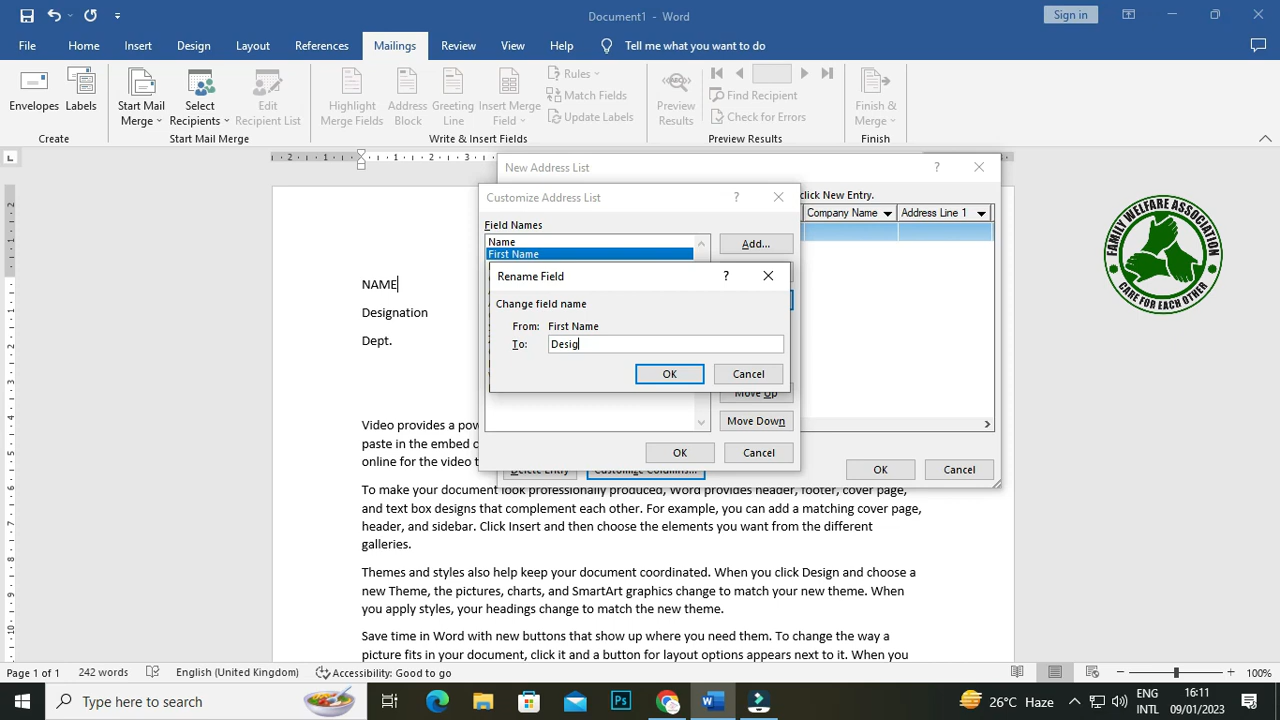 Document1 - Word
Sign in
File Home Insert Design Layout References Mailings Review View Help Tell me what you want to do
Envelopes Labels Start Mail Merge Select Recipients Edit Recipient List Highlight Merge Fields Address Block Greeting Line Insert Merge Field Rules Match Fields Update Labels Preview Results Find Recipient Check for Errors Finish & Merge
Create Start Mail Merge Write & Insert Fields Preview Results Finish
2 1 1 2 3
New Address List ?
click New Entry.
Company Name Address Line 1
Customize Address List ?
Field Names
Name
First Name
Add...
Rename Field ?
Change field name
From: First Name
To: Desig
OK Cancel
Move Up
Move Down
OK Cancel
Delete Entry Customize Columns...
OK Cancel
NAME
Designation
Dept.
Video provides a pow
paste in the embed c
online for the video t
To make your document look professionally produced, Word provides header, footer, cover page,
and text box designs that complement each other. For example, you can add a matching cover page,
header, and sidebar. Click Insert and then choose the elements you want from the different
galleries.
Themes and styles also help keep your document coordinated. When you click Design and choose a
new Theme, the pictures, charts, and SmartArt graphics change to match your new theme. When
you apply styles, your headings change to match the new theme.
Save time in Word with new buttons that show up where you need them. To change the way a
picture fits in your document, click it and a button for layout options appears next to it. When you
FAMILY WELFARE ASSOCIATION
CARE FOR EACH OTHER
Page 1 of 1 242 words English (United Kingdom) Accessibility: Good to go 100%
Type here to search
Ps
26°C Haze
ENG
INTL
16:11
09/01/2023